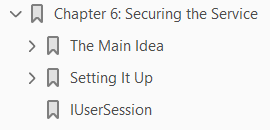 Chapter 6: Securing the Service
The Main Idea
Setting It Up
IUserSession